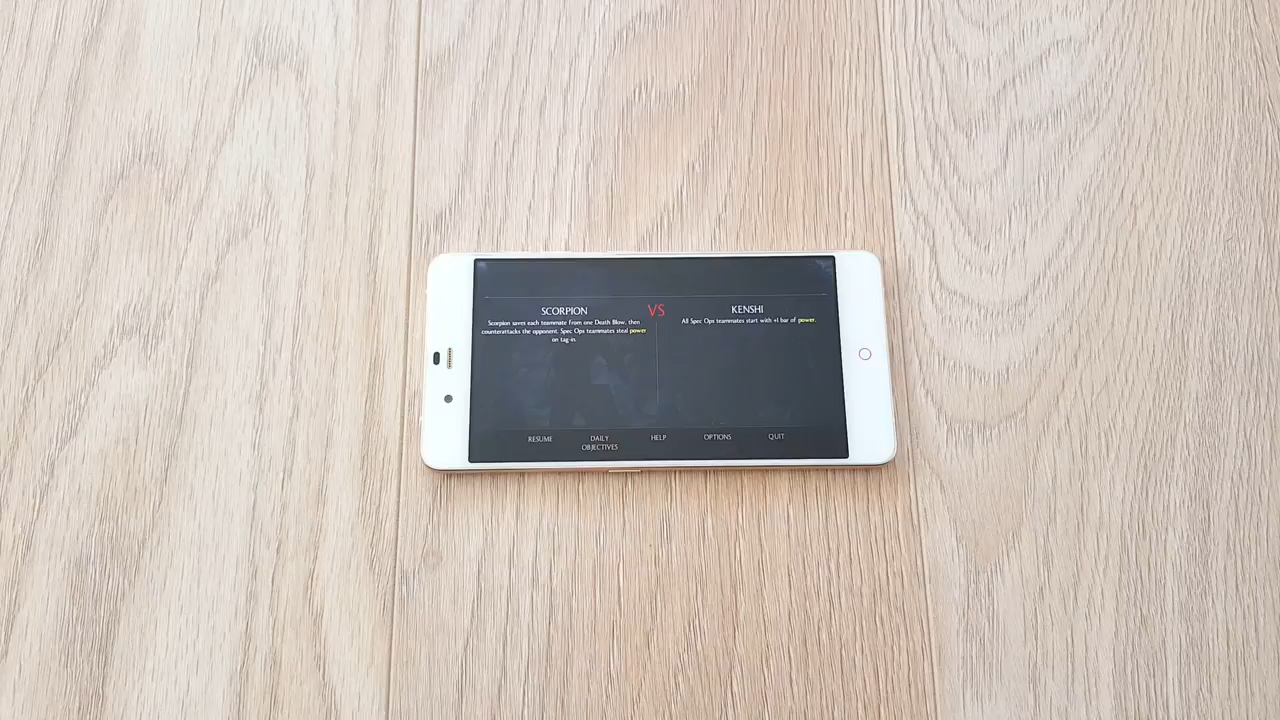 SCORPION
VS
KENSHI
Scorpion saves each teammate from one Death Blow, then
counterattacks the opponent. Spec Ops teammates steal power
on tag-in.
All Spec Ops teammates start with +1 bar of power.
RESUME
DAILY
OBJECTIVES
HELP
OPTIONS
QUIT